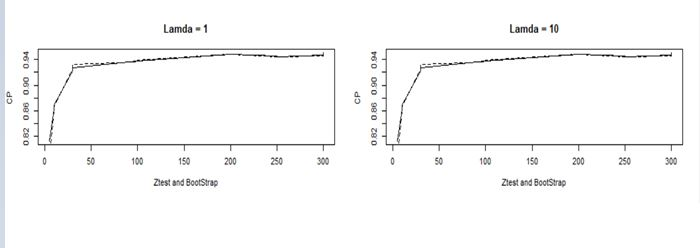 Lamda = 1
CP
0.82 0.86 0.90 0.94
0 50 100 150 200 250 300
Ztest and BootStrap
Lamda = 10
CP
0.82 0.86 0.90 0.94
0 50 100 150 200 250 300
Ztest and BootStrap